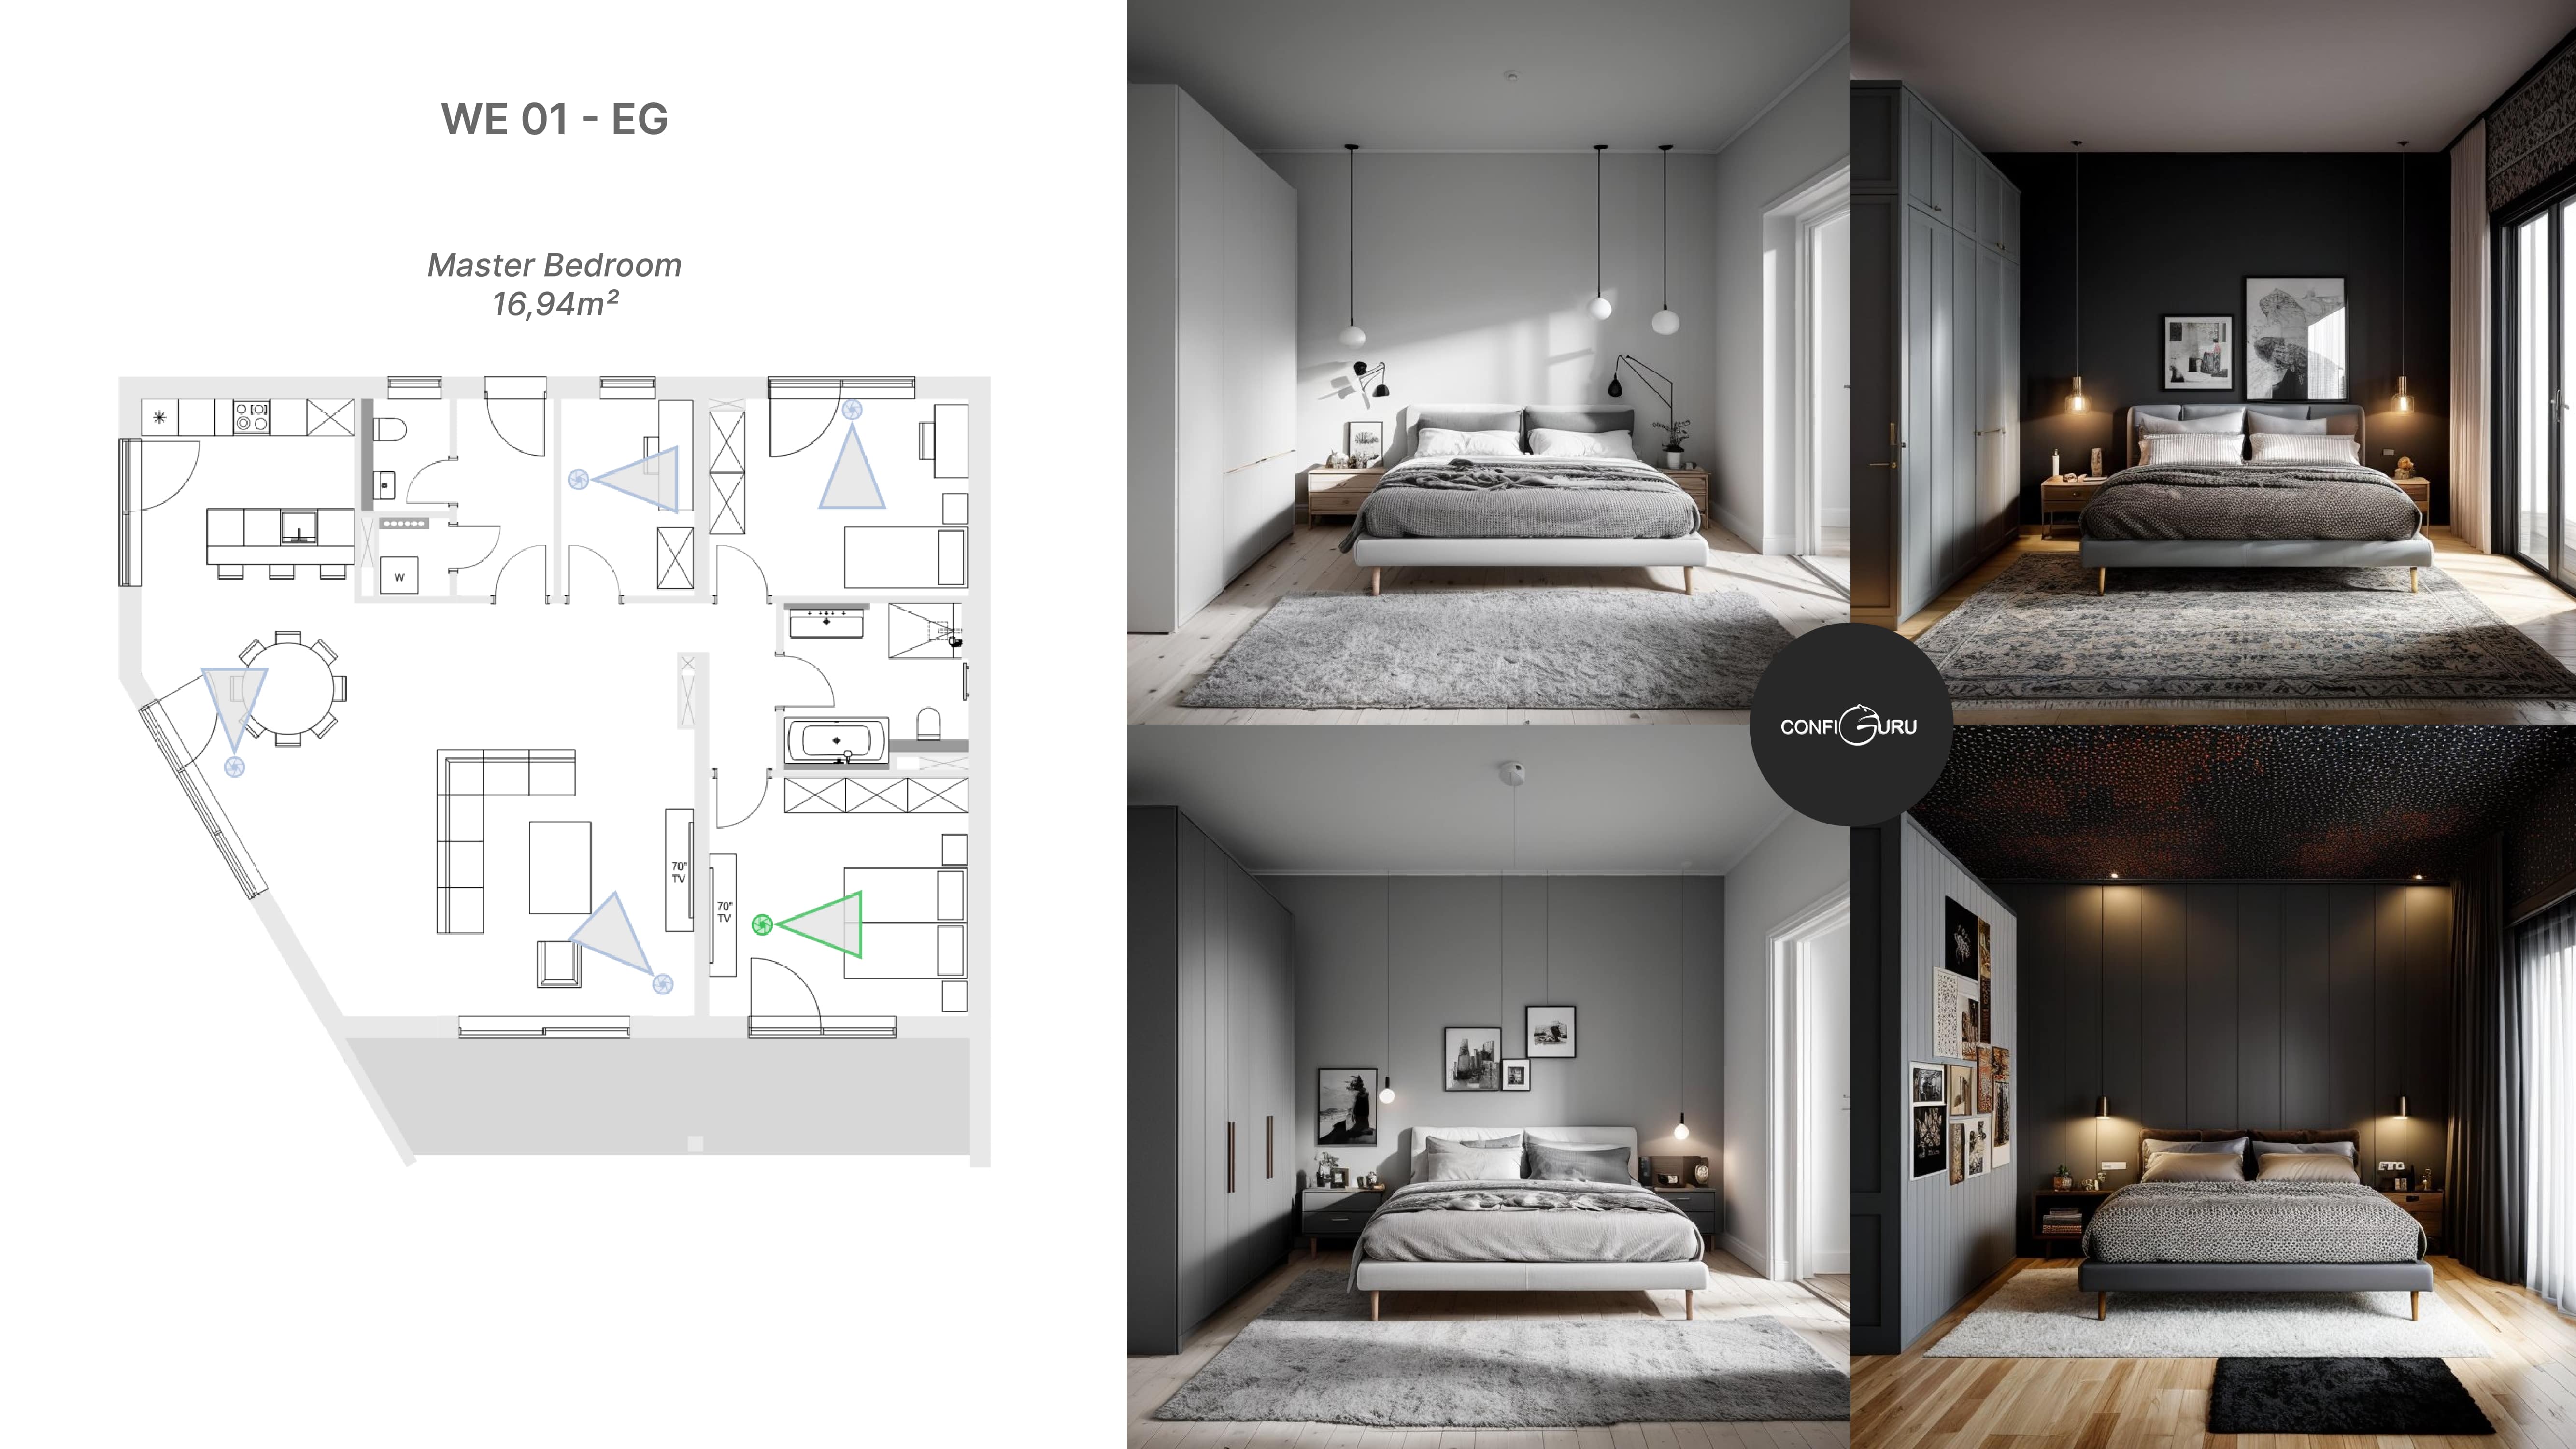 WE 01 - EG
Master Bedroom
16,94m²
W
70"
TV
70"
TV
CONFIGURU